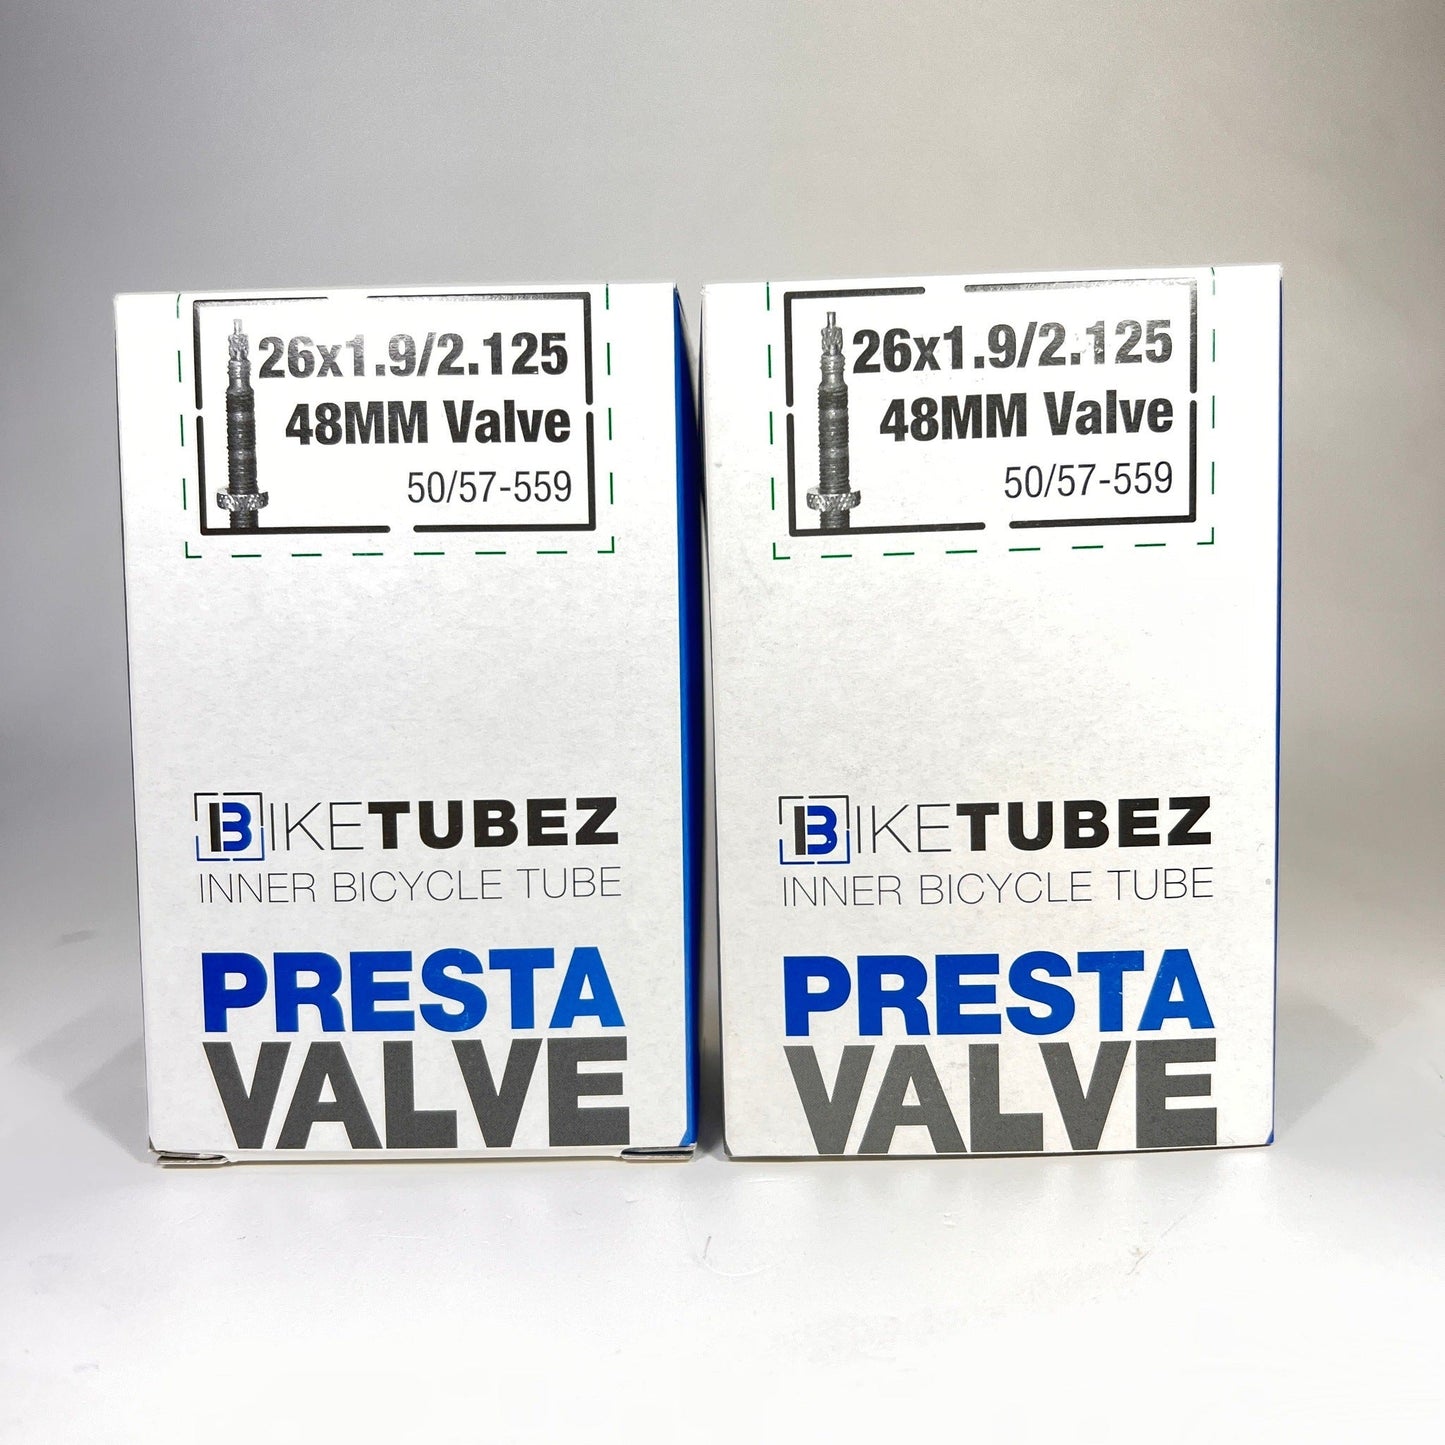 26x1.9/2.125
48MM Valve
50/57-559
BIKETUBEZ
INNER BICYCLE TUBE
PRESTA
VALVE
26x1.9/2.125
48MM Valve
50/57-559
BIKETUBEZ
INNER BICYCLE TUBE
PRESTA
VALVE